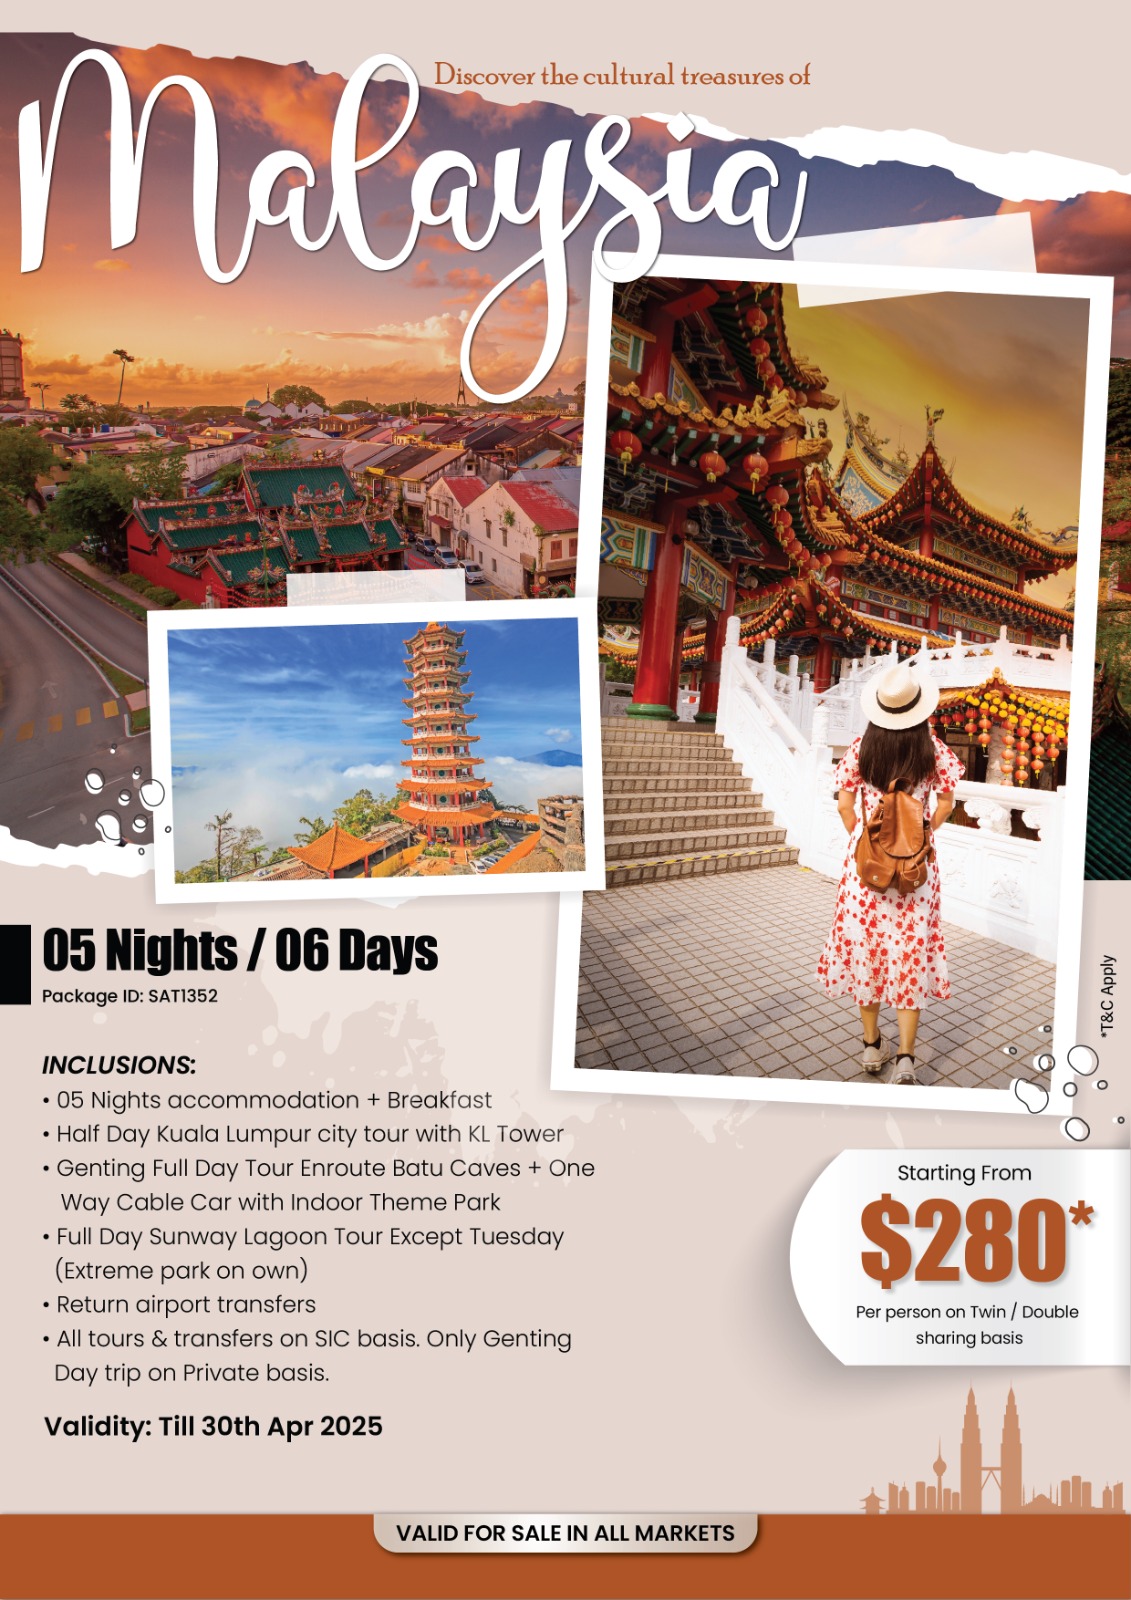 Discover the cultural treasures of
Malaysia
05 Nights / 06 Days
Package ID: SAT1352
*T&C Apply
INCLUSIONS:
• 05 Nights accommodation + Breakfast
• Half Day Kuala Lumpur city tour with KL Tower
• Genting Full Day Tour Enroute Batu Caves + One
Way Cable Car with Indoor Theme Park
• Full Day Sunway Lagoon Tour Except Tuesday
(Extreme park on own)
• Return airport transfers
• All tours & transfers on SIC basis. Only Genting
Day trip on Private basis.
Validity: Till 30th Apr 2025
Starting From
$280*
Per person on Twin / Double
sharing basis
VALID FOR SALE IN ALL MARKETS